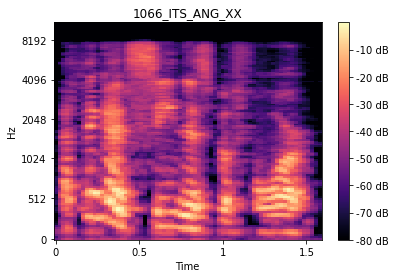 1066_ITS_ANG_XX
8192
4096
2048
1024
512
0
Hz
0
0.5
1
1.5
Time
-10 dB
-20 dB
-30 dB
-40 dB
-50 dB
-60 dB
-70 dB
-80 dB